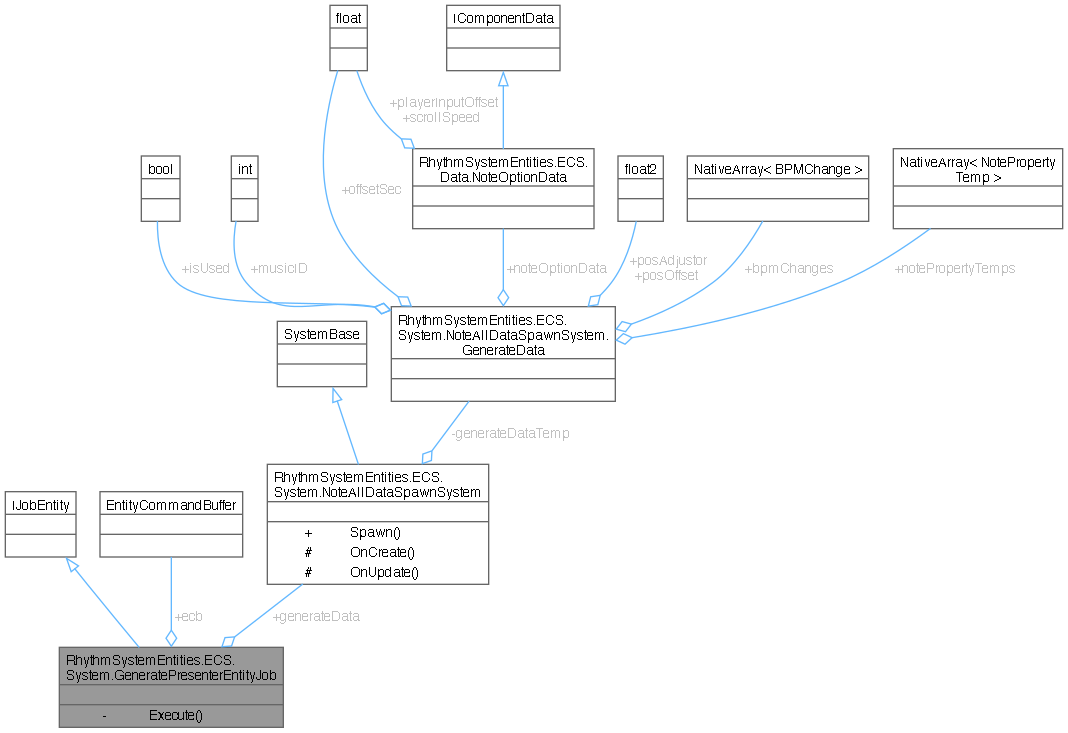 float
IComponentData
+playerInputOffset
+scrollSpeed
bool
int
RhythmSystemEntities.ECS.
Data.NoteOptionData
float2
NativeArray< BPMChange >
NativeArray< NoteProperty
Temp >
+offsetSec
+isUsed
+musicID
+noteOptionData
+posAdjustor
+posOffset
+bpmChanges
+notePropertyTemps
RhythmSystemEntities.ECS.
System.NoteAllDataSpawnSystem.
GenerateData
SystemBase
-generateDataTemp
RhythmSystemEntities.ECS.
System.NoteAllDataSpawnSystem
+ Spawn()
# OnCreate()
# OnUpdate()
IJobEntity
EntityCommandBuffer
+ecb
+generateData
RhythmSystemEntities.ECS.
System.GeneratePresenterEntityJob
- Execute()